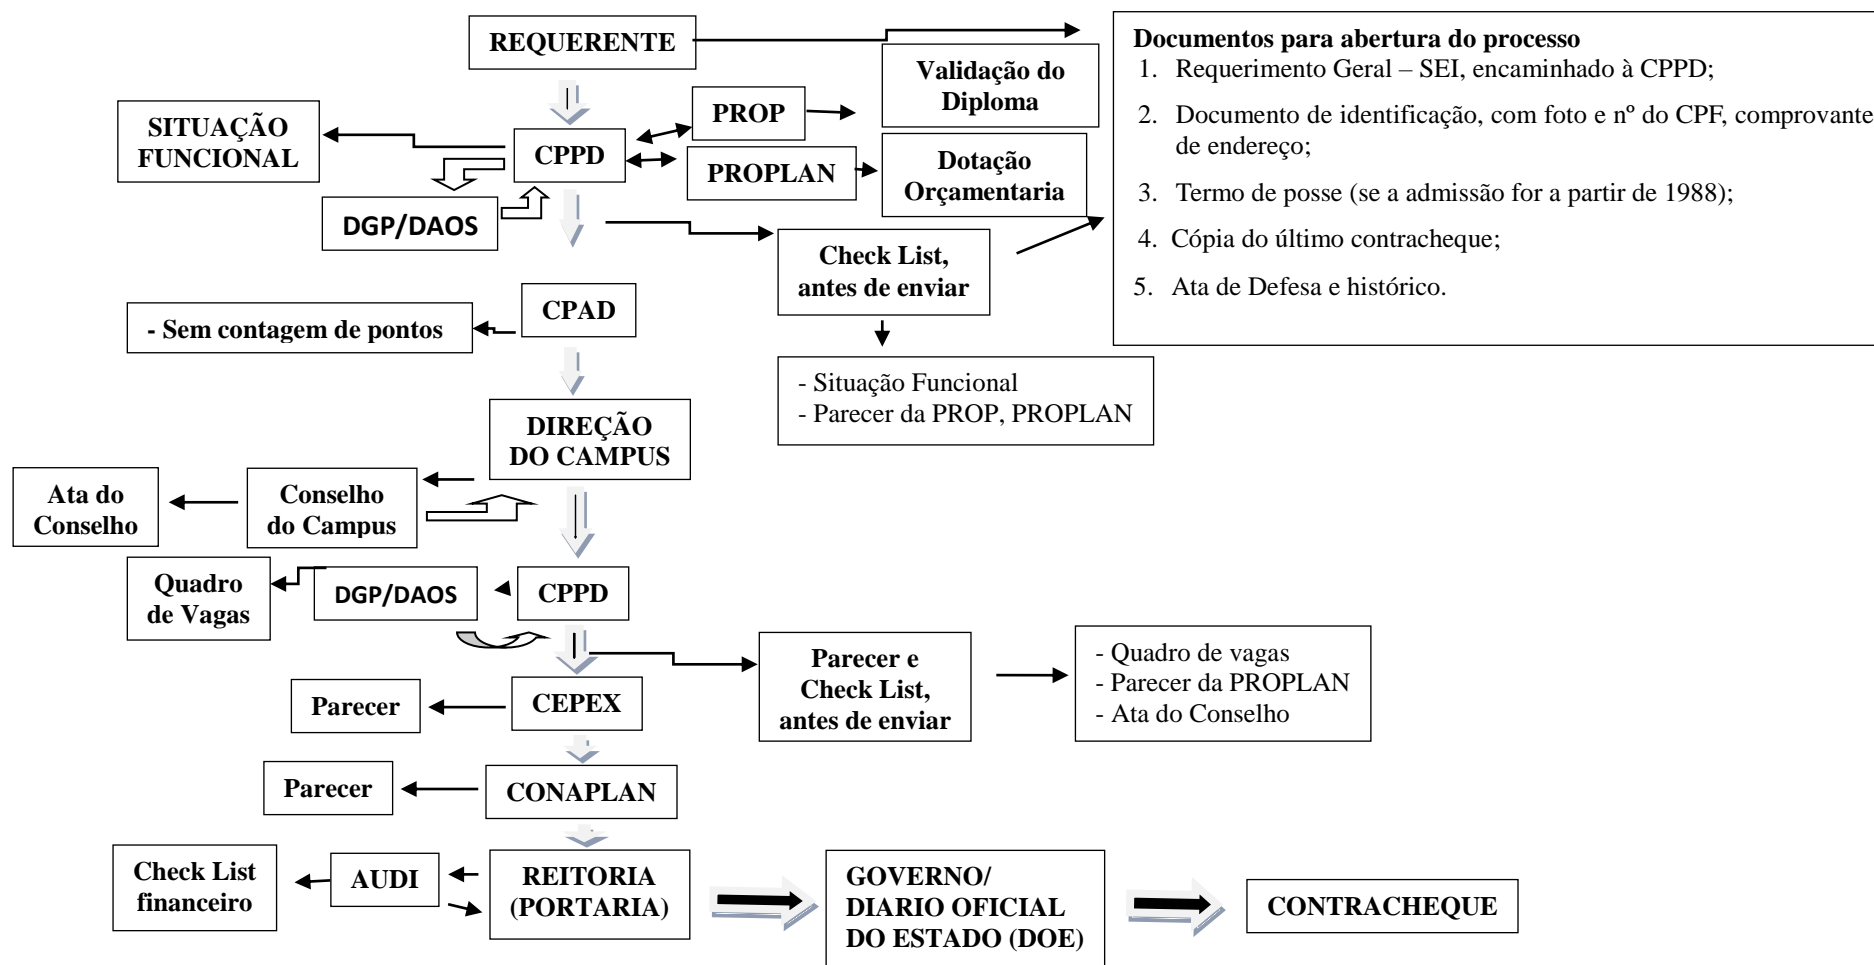 REQUERENTE
Documentos para abertura do processo
1. Requerimento Geral – SEI, encaminhado à CPPD;
2. Documento de identificação, com foto e nº do CPF, comprovante
de endereço;
3. Termo de posse (se a admissão for a partir de 1988);
4. Cópia do último contracheque;
5. Ata de Defesa e histórico.
Validação do
Diploma
PROP
SITUAÇÃO
FUNCIONAL
CPPD
PROPLAN
Dotação
Orçamentaria
DGP/DAOS
Check List,
antes de enviar
CPAD
- Sem contagem de pontos
- Situação Funcional
- Parecer da PROP, PROPLAN
DIREÇÃO
DO CAMPUS
Ata do
Conselho
Conselho
do Campus
Quadro
de Vagas
DGP/DAOS
CPPD
Parecer e
Check List,
antes de enviar
- Quadro de vagas
- Parecer da PROPLAN
- Ata do Conselho
Parecer
CEPEX
Parecer
CONAPLAN
Check List
financeiro
AUDI
REITORIA
(PORTARIA)
GOVERNO/
DIARIO OFICIAL
DO ESTADO (DOE)
CONTRACHEQUE